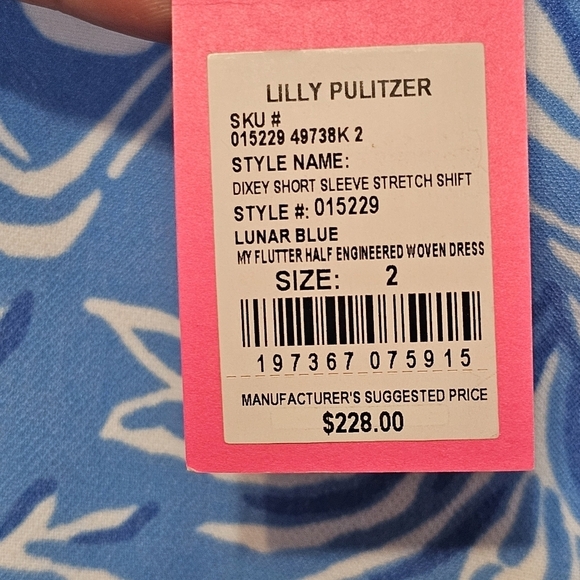 LILLY PULITZER
SKU #
015229 49738K 2
STYLE NAME:
DIXEY SHORT SLEEVE STRETCH SHIFT
STYLE #: 015229
LUNAR BLUE
MY FLUTTER HALF ENGINEERED WOVEN DRESS
SIZE: 2
197367 075915
MANUFACTURER'S SUGGESTED PRICE
$228.00